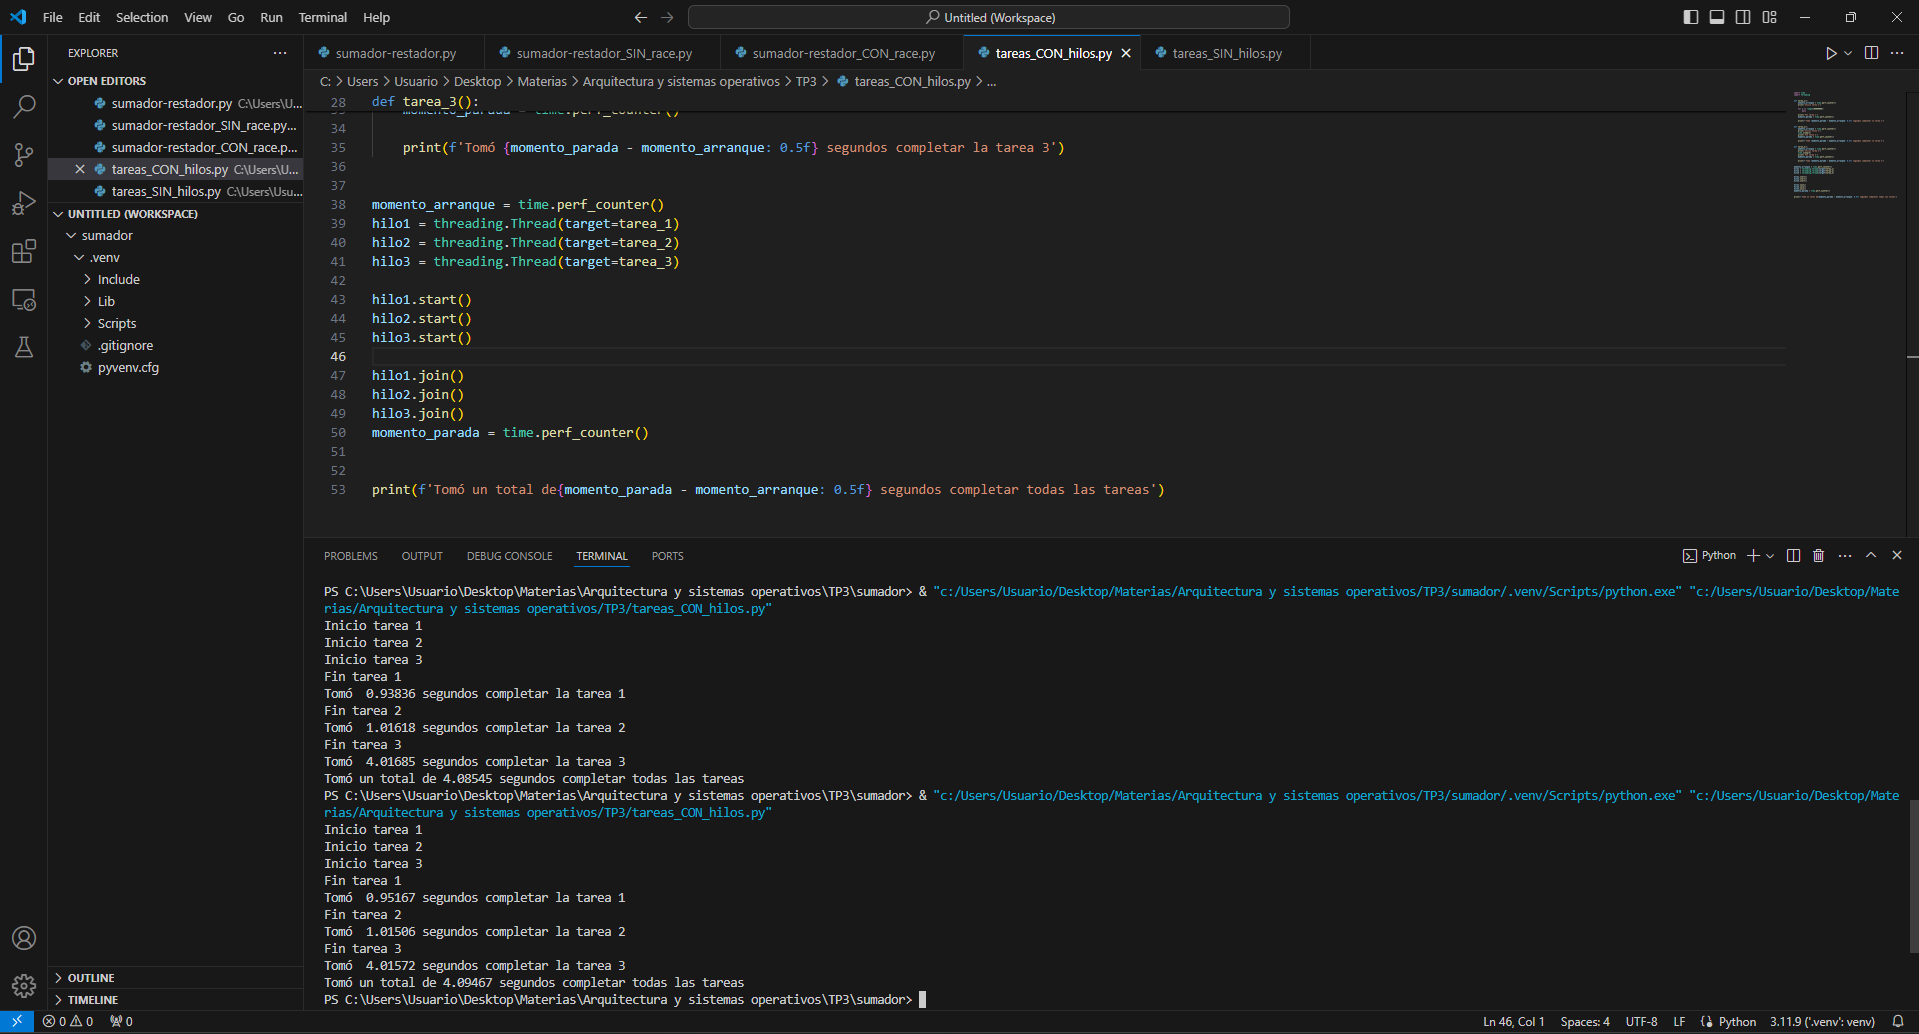 File Edit Selection View Go Run Terminal Help
Untitled (Workspace)
EXPLORER
OPEN EDITORS
sumador-restador.py C:\Users\U...
sumador-restador_SIN_race.py...
sumador-restador_CON_race.p...
tareas_CON_hilos.py C:\Users\U...
tareas_SIN_hilos.py C:\Users\Usu...
UNTITLED (WORKSPACE)
sumador
.venv
Include
Lib
Scripts
.gitignore
pyvenv.cfg
OUTLINE
TIMELINE
sumador-restador.py sumador-restador_SIN_race.py sumador-restador_CON_race.py tareas_CON_hilos.py tareas_SIN_hilos.py
C: > Users > Usuario > Desktop > Materias > Arquitectura y sistemas operativos > TP3 > tareas_CON_hilos.py > ...
28 def tarea_3():
34
35 print(f'Tomó {momento_parada - momento_arranque: 0.5f} segundos completar la tarea 3')
36
37
38 momento_arranque = time.perf_counter()
39 hilo1 = threading.Thread(target=tarea_1)
40 hilo2 = threading.Thread(target=tarea_2)
41 hilo3 = threading.Thread(target=tarea_3)
42
43 hilo1.start()
44 hilo2.start()
45 hilo3.start()
46
47 hilo1.join()
48 hilo2.join()
49 hilo3.join()
50 momento_parada = time.perf_counter()
51
52
53 print(f'Tomó un total de{momento_parada - momento_arranque: 0.5f} segundos completar todas las tareas')
PROBLEMS OUTPUT DEBUG CONSOLE TERMINAL PORTS
Python
PS C:\Users\Usuario\Desktop\Materias\Arquitectura y sistemas operativos\TP3\sumador> & "c:/Users/Usuario/Desktop/Materias/Arquitectura y sistemas operativos/TP3/sumador/.venv/Scripts/python.exe" "c:/Users/Usuario/Desktop/Mate
rias/Arquitectura y sistemas operativos/TP3/tareas_CON_hilos.py"
Inicio tarea 1
Inicio tarea 2
Inicio tarea 3
Fin tarea 1
Tomó  0.93836 segundos completar la tarea 1
Fin tarea 2
Tomó  1.01618 segundos completar la tarea 2
Fin tarea 3
Tomó  4.01685 segundos completar la tarea 3
Tomó un total de 4.08545 segundos completar todas las tareas
PS C:\Users\Usuario\Desktop\Materias\Arquitectura y sistemas operativos\TP3\sumador> & "c:/Users/Usuario/Desktop/Materias/Arquitectura y sistemas operativos/TP3/sumador/.venv/Scripts/python.exe" "c:/Users/Usuario/Desktop/Mate
rias/Arquitectura y sistemas operativos/TP3/tareas_CON_hilos.py"
Inicio tarea 1
Inicio tarea 2
Inicio tarea 3
Fin tarea 1
Tomó  0.95167 segundos completar la tarea 1
Fin tarea 2
Tomó  1.01506 segundos completar la tarea 2
Fin tarea 3
Tomó  4.01572 segundos completar la tarea 3
Tomó un total de 4.09467 segundos completar todas las tareas
PS C:\Users\Usuario\Desktop\Materias\Arquitectura y sistemas operativos\TP3\sumador>
0 0 0 Ln 46, Col 1 Spaces: 4 UTF-8 LF Python 3.11.9 ('.venv': venv)